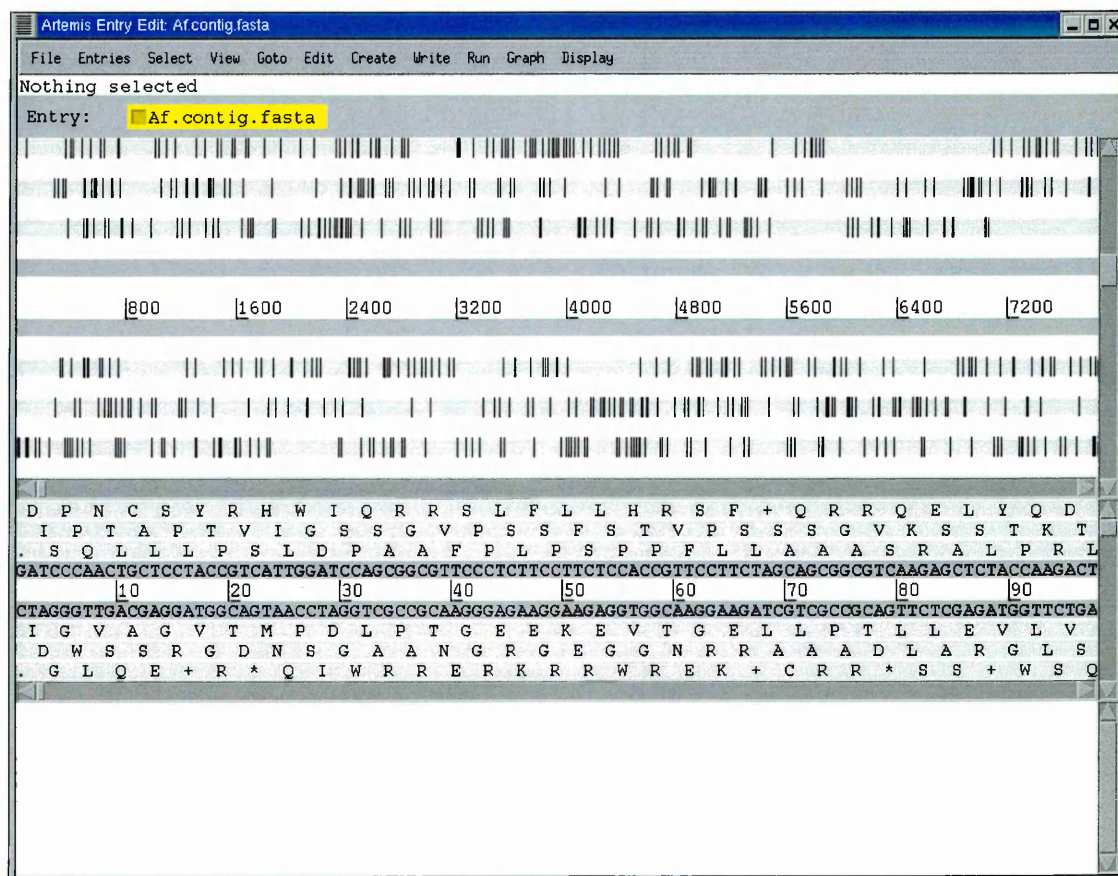 Artemis Entry Edit: Af.contig.fasta
File Entries Select View Goto Edit Create Write Run Graph Display
Nothing selected
Entry: Af.contig.fasta
800 1600 2400 3200 4000 4800 5600 6400 7200
D P N C S Y R H W I Q R R S L F L L H R S F + Q R R Q E L Y Q D
I P T A P T V I G S S G V P S S F S T V P S S S G V K S S T K T
S Q L L L P S L D P A A F P L P S P P F L L A A A S R A L P R L
GATCCCAACTGCTCCTACCGTCATTGGATCCAGCGGCGTTCCCTCTTCCTTCTCCACCGTTCCTTCTAGCAGCGGCGTCAAGAGCTCTACCAAGACT
10 20 30 40 50 60 70 80 90
CTAGGGTTGACGAGGATGGCAGTAACCTAGGTCGCCGCAAGGGAGAAGGAAGAGGTGGCAAGGAAGATCGTCGCCGCAGTTCTCGAGATGGTTCTGA
I G V A G V T M P D L P T G E E K E V T G E L L P T L L E V L V
D W S S R G D N S G A A N G R G E G G N R R A A A D L A R G L S
. G L Q E + R * Q I W R R E R K R R W R E K + C R R * S S + W S Q